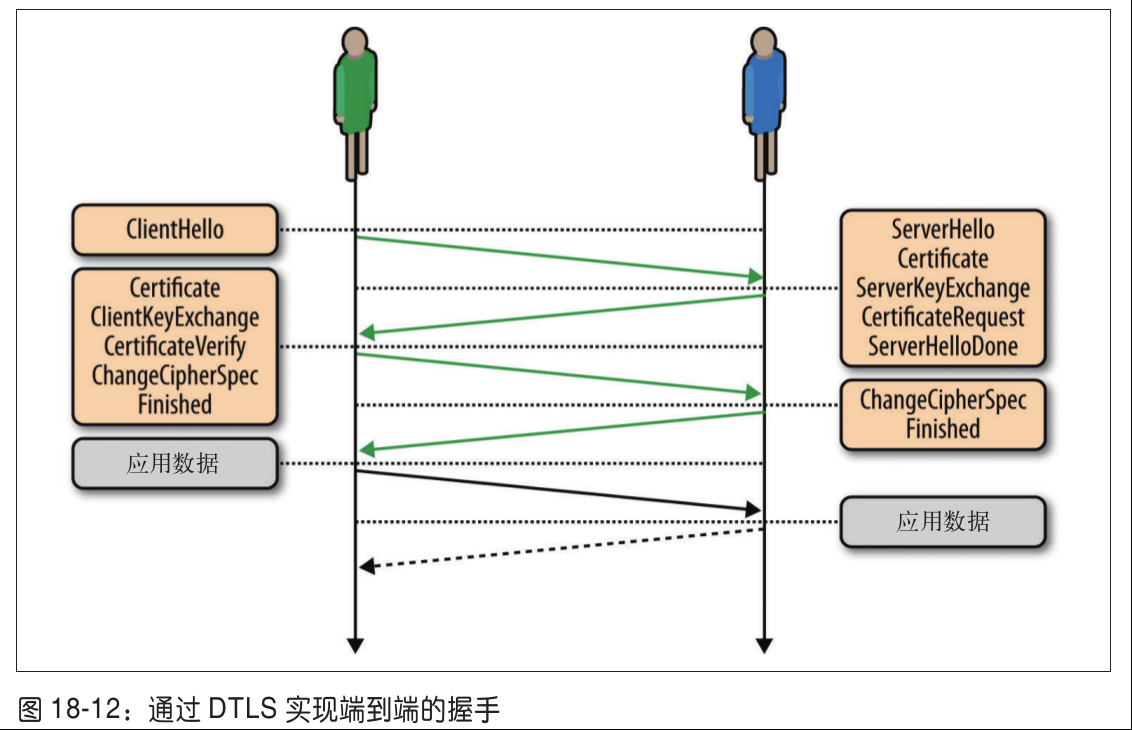 ClientHello
ServerHello
Certificate
ServerKeyExchange
CertificateRequest
ServerHelloDone
Certificate
ClientKeyExchange
CertificateVerify
ChangeCipherSpec
Finished
ChangeCipherSpec
Finished
应用数据
应用数据
图 18-12：通过 DTLS 实现端到端的握手